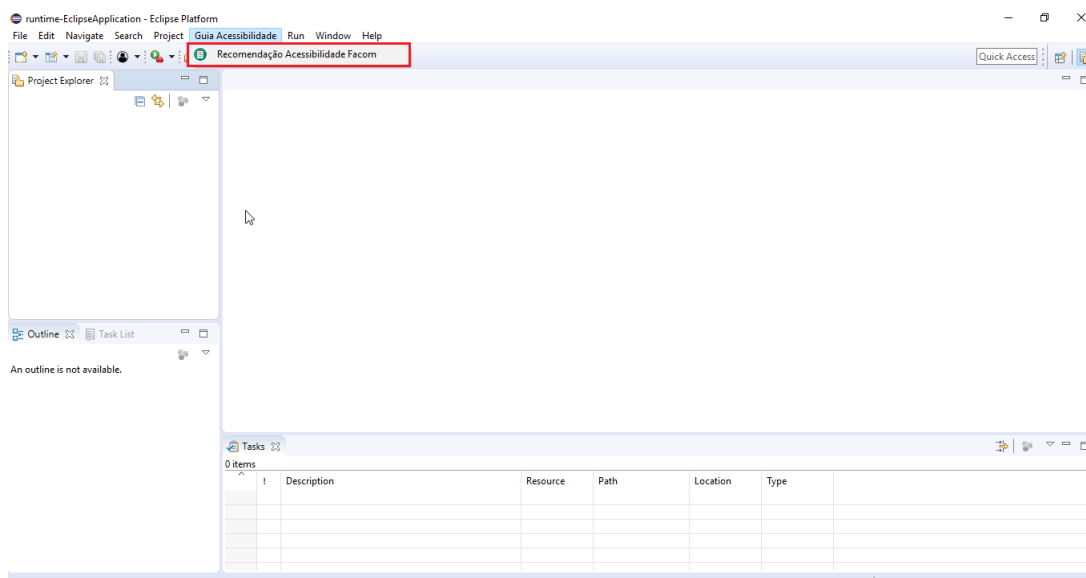 runtime-EclipseApplication - Eclipse Platform
File Edit Navigate Search Project Guia Acessibilidade Run Window Help
Recomendação Acessibilidade Facom
Quick Access
Project Explorer
Outline Task List
An outline is not available.
Tasks
0 items
! Description Resource Path Location Type